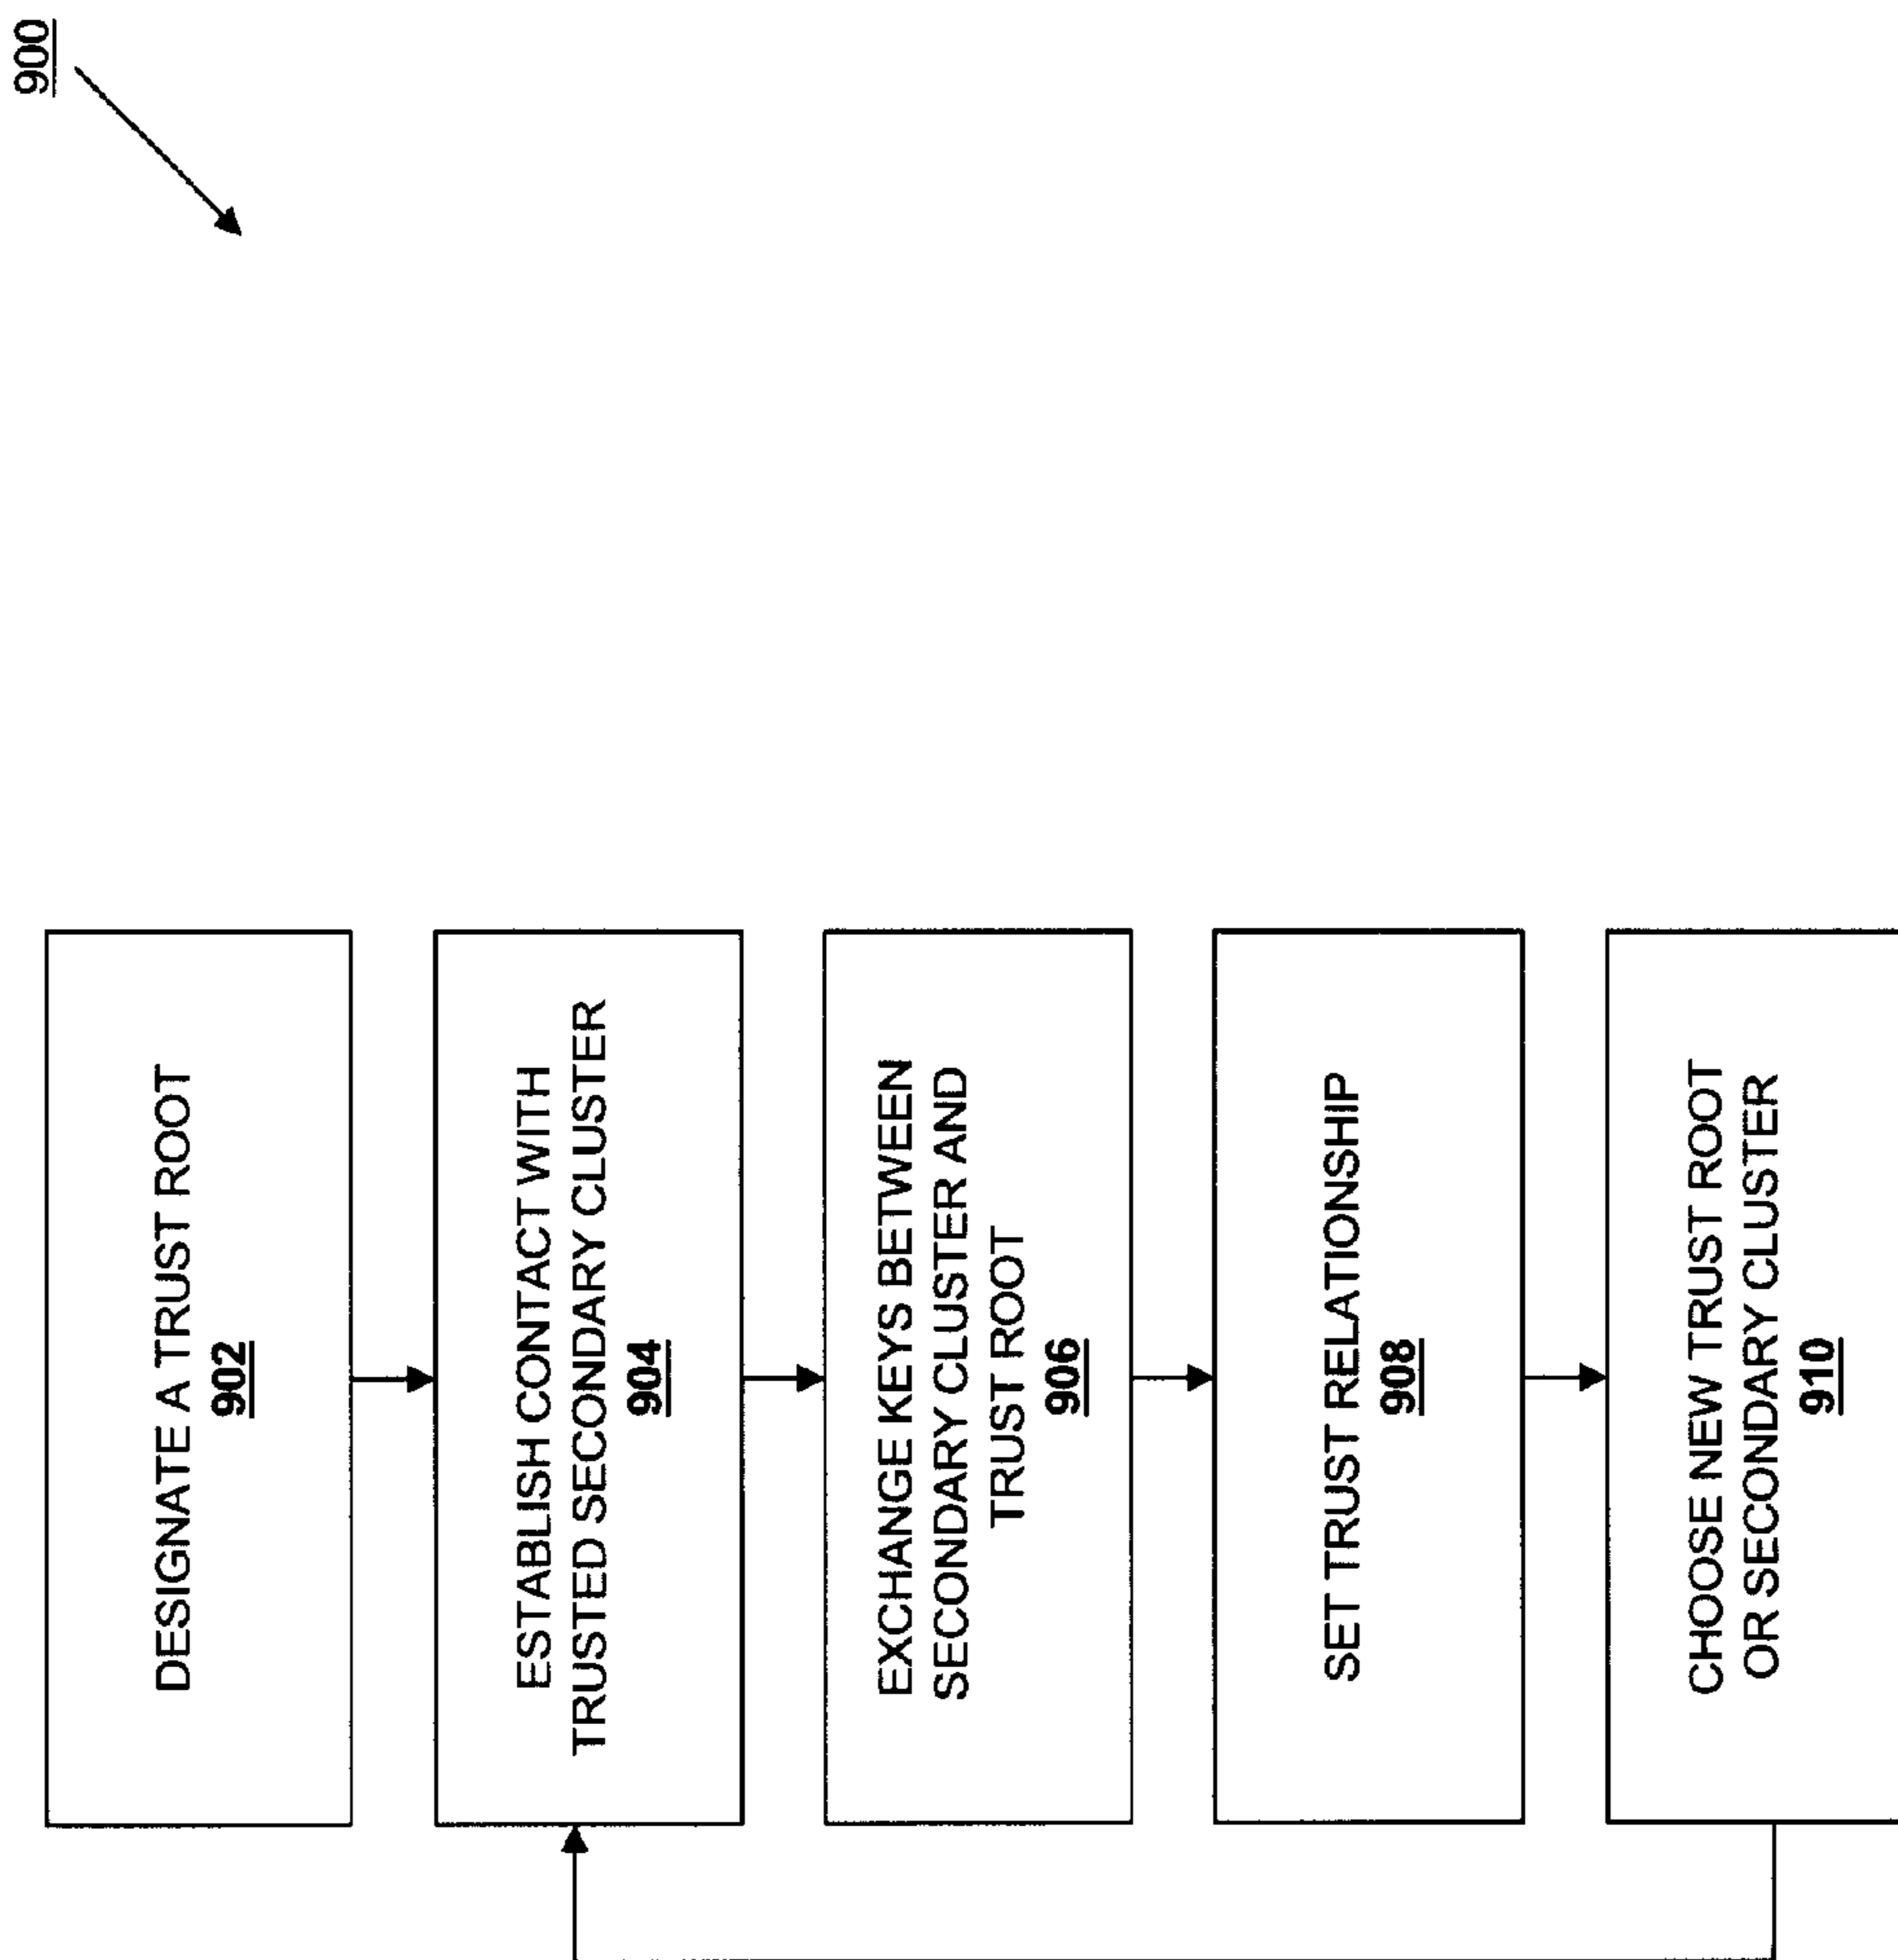 900
DESIGNATE A TRUST ROOT
902
ESTABLISH CONTACT WITH
TRUSTED SECONDARY CLUSTER
904
EXCHANGE KEYS BETWEEN
SECONDARY CLUSTER AND
TRUST ROOT
906
SET TRUST RELATIONSHIP
908
CHOOSE NEW TRUST ROOT
OR SECONDARY CLUSTER
910